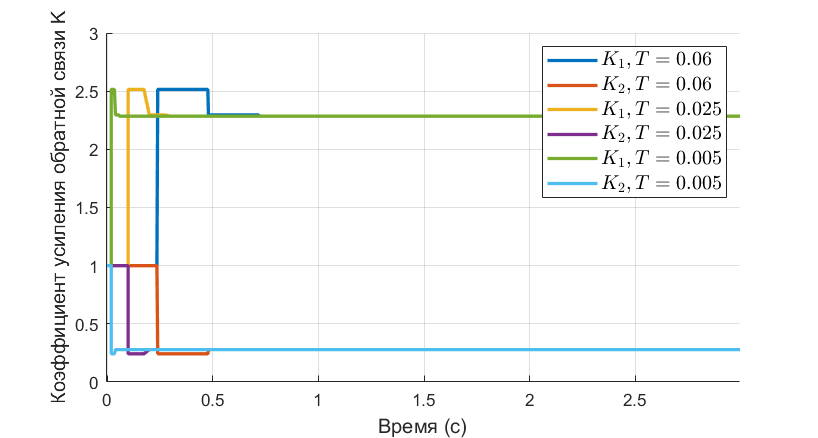 Коэффициент усиления обратной связи K
3
2.5
2
1.5
1
0.5
0
0
0.5
1
1.5
2
2.5
Время (с)
K₁, T = 0.06
K₂, T = 0.06
K₁, T = 0.025
K₂, T = 0.025
K₁, T = 0.005
K₂, T = 0.005